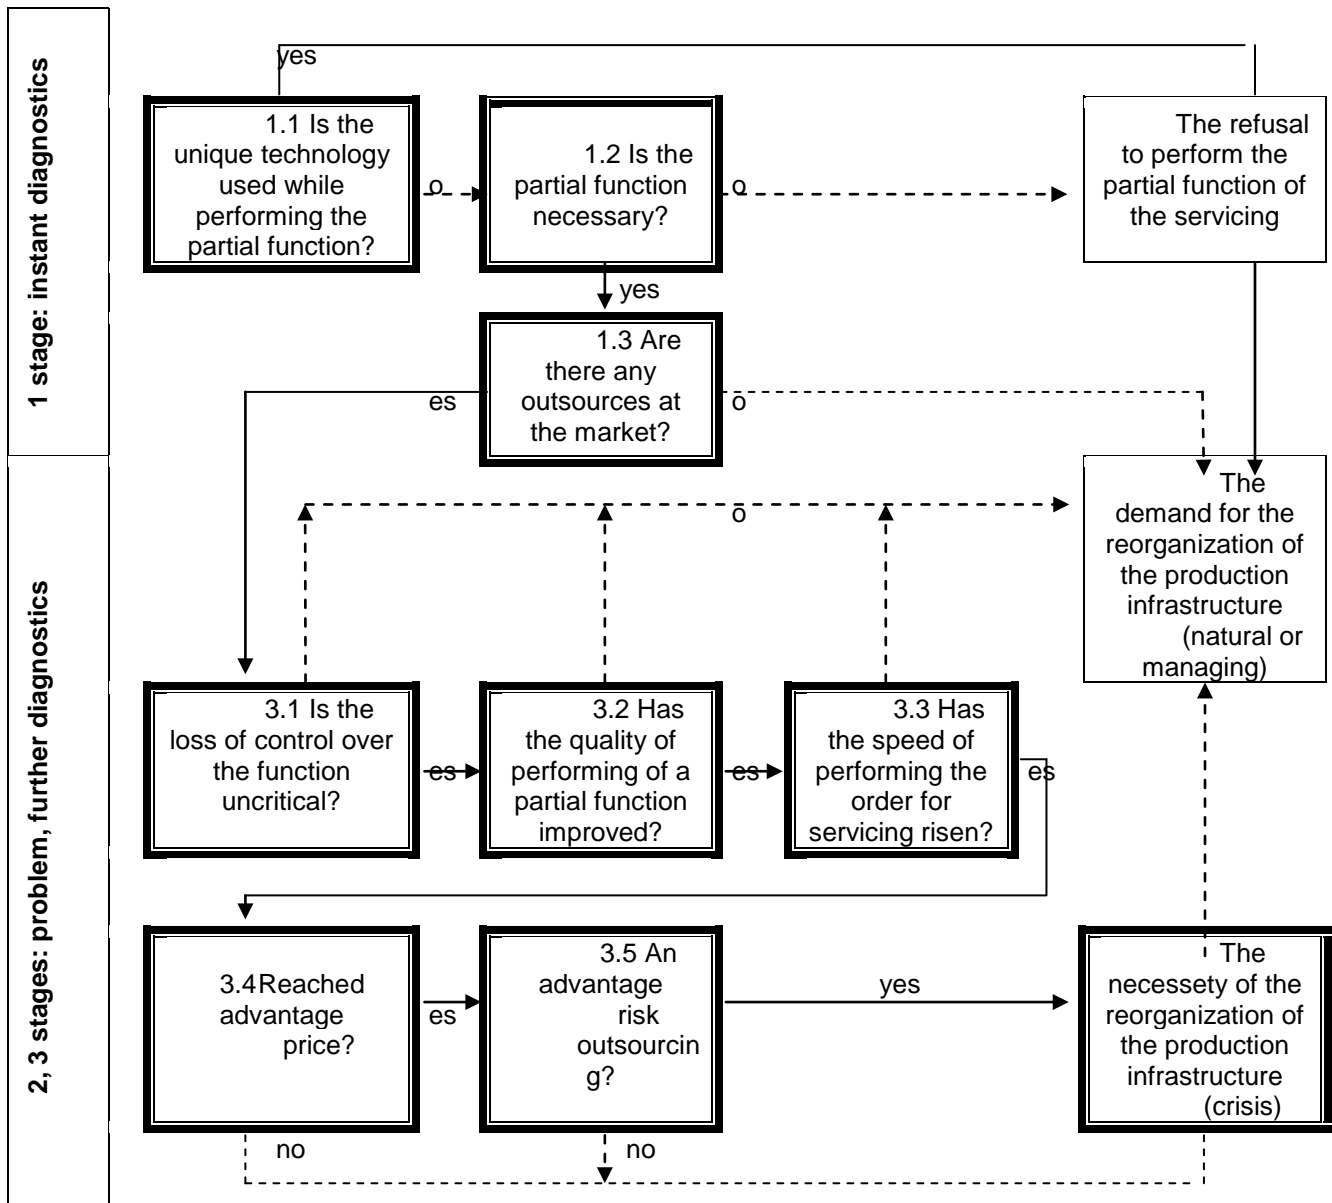 1 stage: instant diagnostics
yes
1.1 Is the
unique technology
used while
performing the
partial function?
o
1.2 Is the
partial function
necessary?
o
The refusal
to perform the
partial function of
the servicing
yes
1.3 Are
there any
outsources at
the market?
es
o
2, 3 stages: problem, further diagnostics
o
The
demand for the
reorganization of
the production
infrastructure
(natural or
managing)
3.1 Is the
loss of control over
the function
uncritical?
es
3.2 Has
the quality of
performing of a
partial function
improved?
es
3.3 Has
the speed of
performing the
order for
servicing risen?
es
3.4Reached
advantage
price?
es
3.5 An
advantage
risk
outsourcin
g?
yes
The
necessety of the
reorganization of
the production
infrastructure
(crisis)
no
no